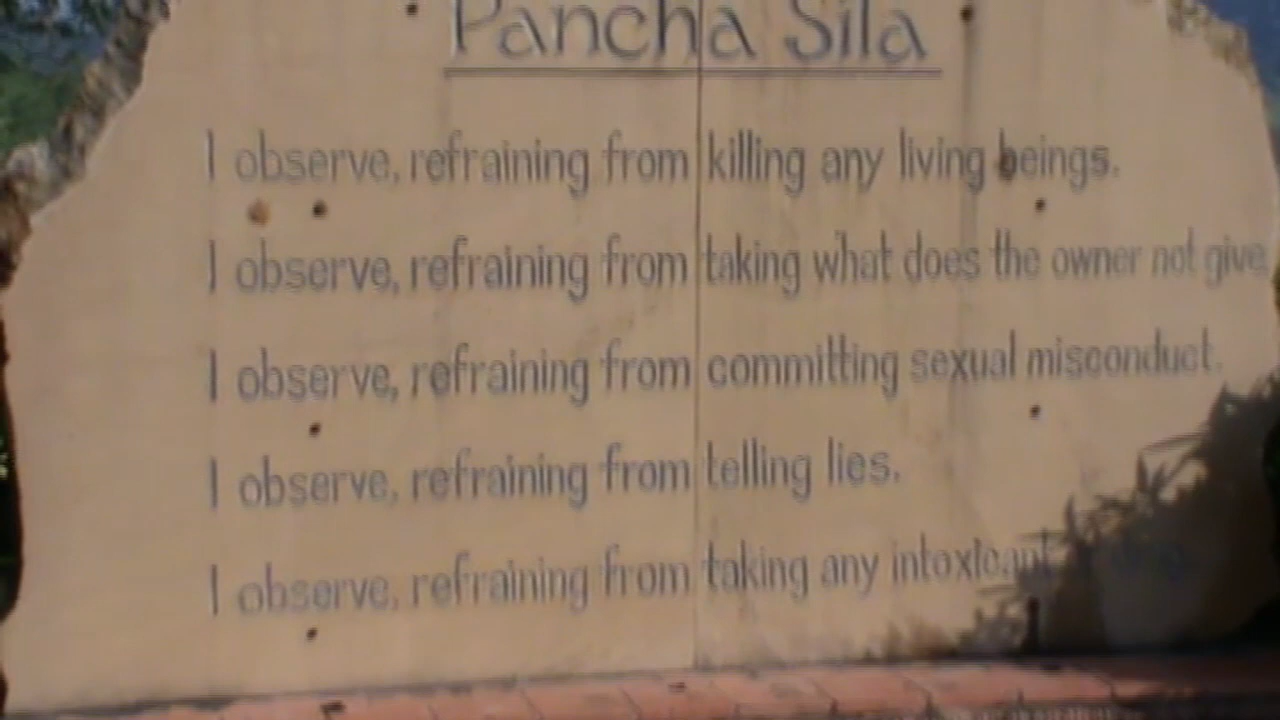 Pancha Sila
I observe, refraining from killing any living beings.
I observe, refraining from taking what does the owner not give
I observe, refraining from committing sexual misconduct.
I observe, refraining from telling lies.
I observe, refraining from taking any intoxicant